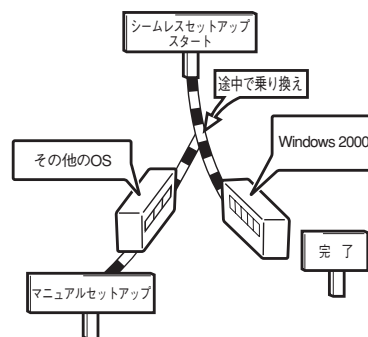 シームレスセットアップ
スタート
途中で乗り換え
Windows 2000
その他のOS
完 了
マニュアルセットアップ